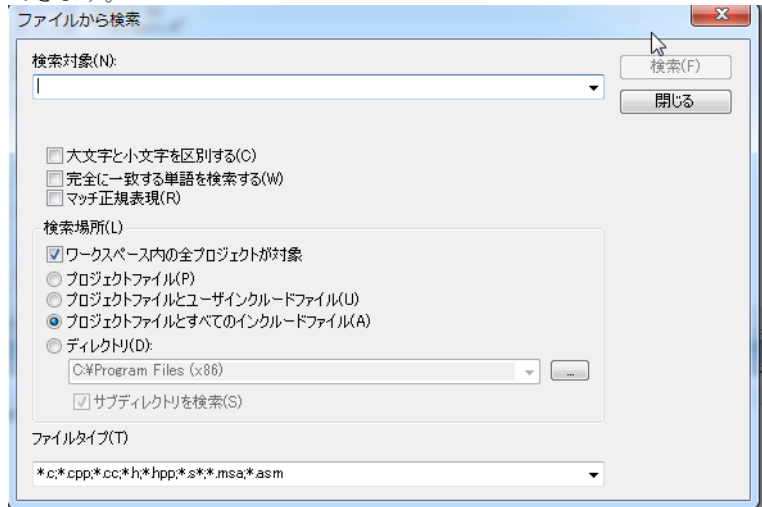 ファイルから検索
検索対象(N):
検索(F)
閉じる
大文字と小文字を区別する(C)
完全に一致する単語を検索する(W)
マッチ正規表現(R)
検索場所(L)
ワークスペース内の全プロジェクトが対象
プロジェクトファイル(P)
プロジェクトファイルとユーザインクルードファイル(U)
プロジェクトファイルとすべてのインクルードファイル(A)
ディレクトリ(D):
C:¥Program Files (x86)
...
サブディレクトリを検索(S)
ファイルタイプ(T)
*.c;*.cpp;*.cc;*.h;*.hpp;*.s*;*.msa;*.asm